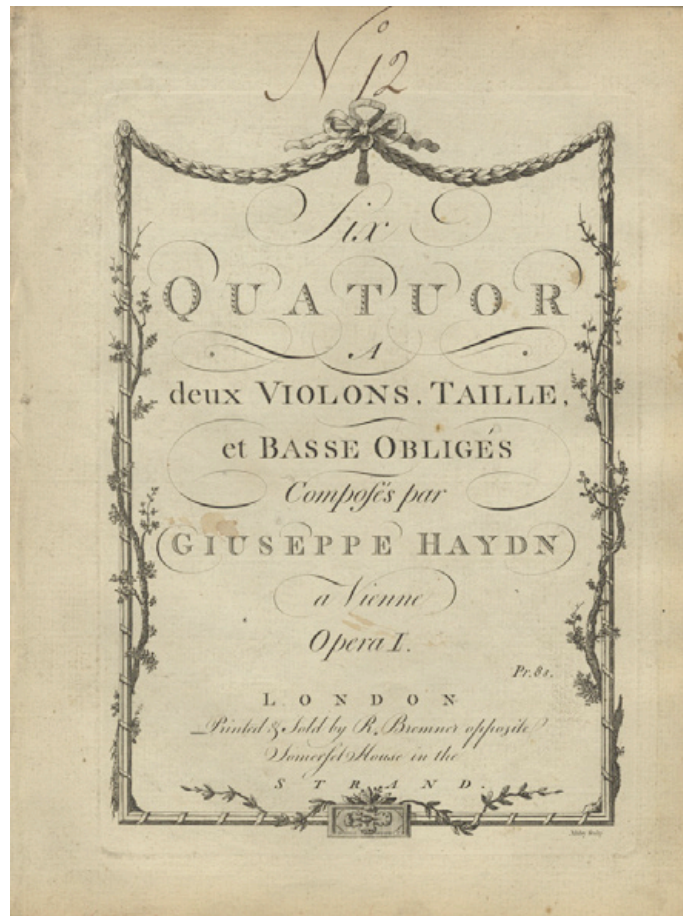 No 12
Six
QUATUOR
A
deux VIOLONS, TAILLE,
et BASSE OBLIGÉS
Composés par
GIUSEPPE HAYDN
a Vienne
Opera I.
Pr. 8s.
LONDON
Printed & Sold by R. Bremner opposite
Somerset House in the
STRAND.